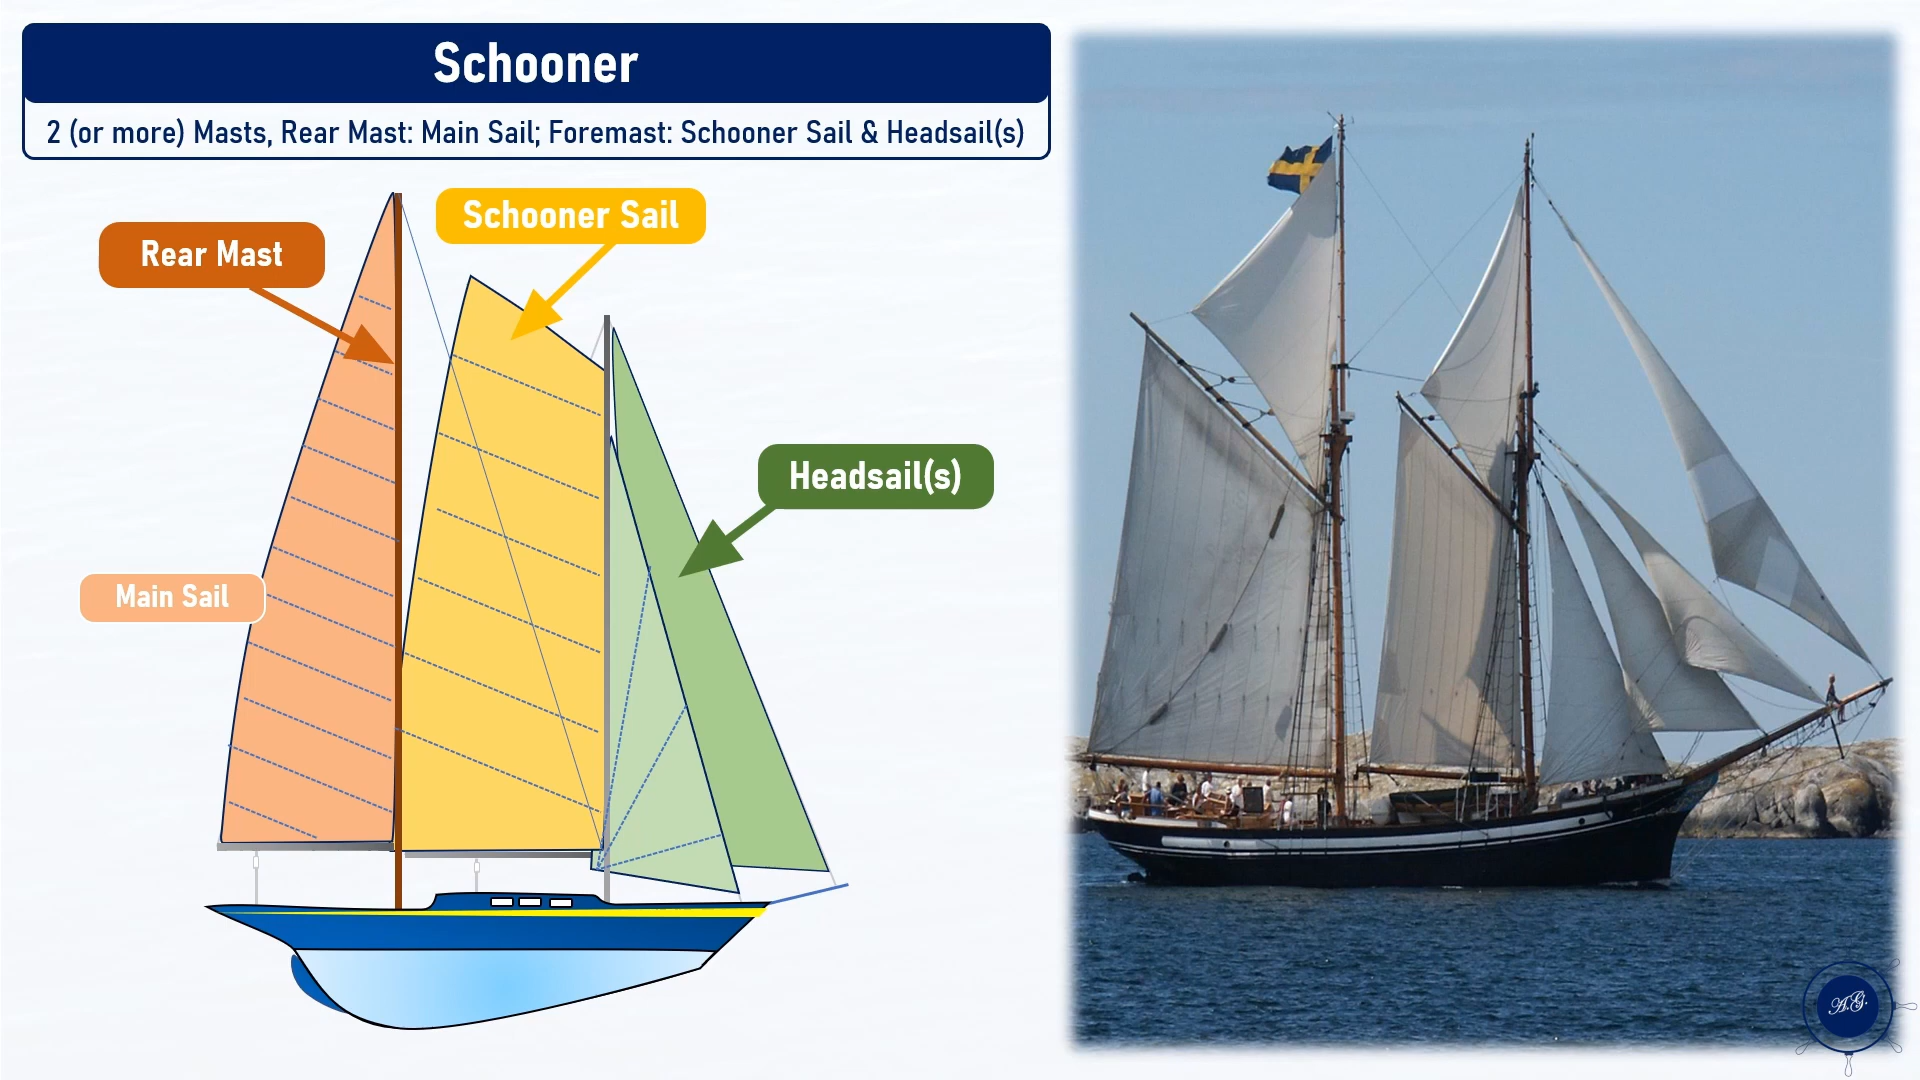 Schooner
2 (or more) Masts, Rear Mast: Main Sail; Foremast: Schooner Sail & Headsail(s)
Schooner Sail
Rear Mast
Headsail(s)
Main Sail
A.G.